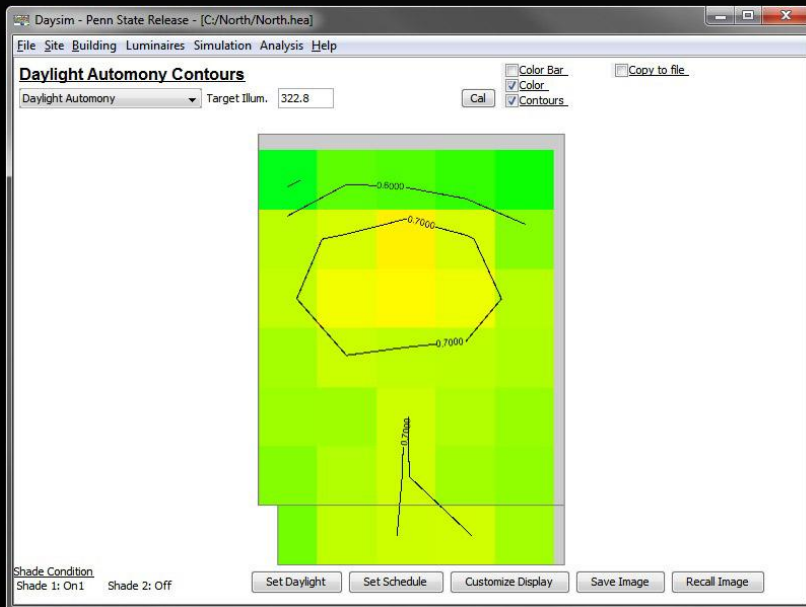 Daysim - Penn State Release - [C:/North/North.hea]
File Site Building Luminaires Simulation Analysis Help
Daylight Automony Contours
Color Bar
Copy to file
Color
Daylight Automony Target Illum. 322.8 Cal
Contours
0.6000
0.7000
0.7000
0.7000
Shade Condition
Shade 1: On1 Shade 2: Off
Set Daylight Set Schedule Customize Display Save Image Recall Image